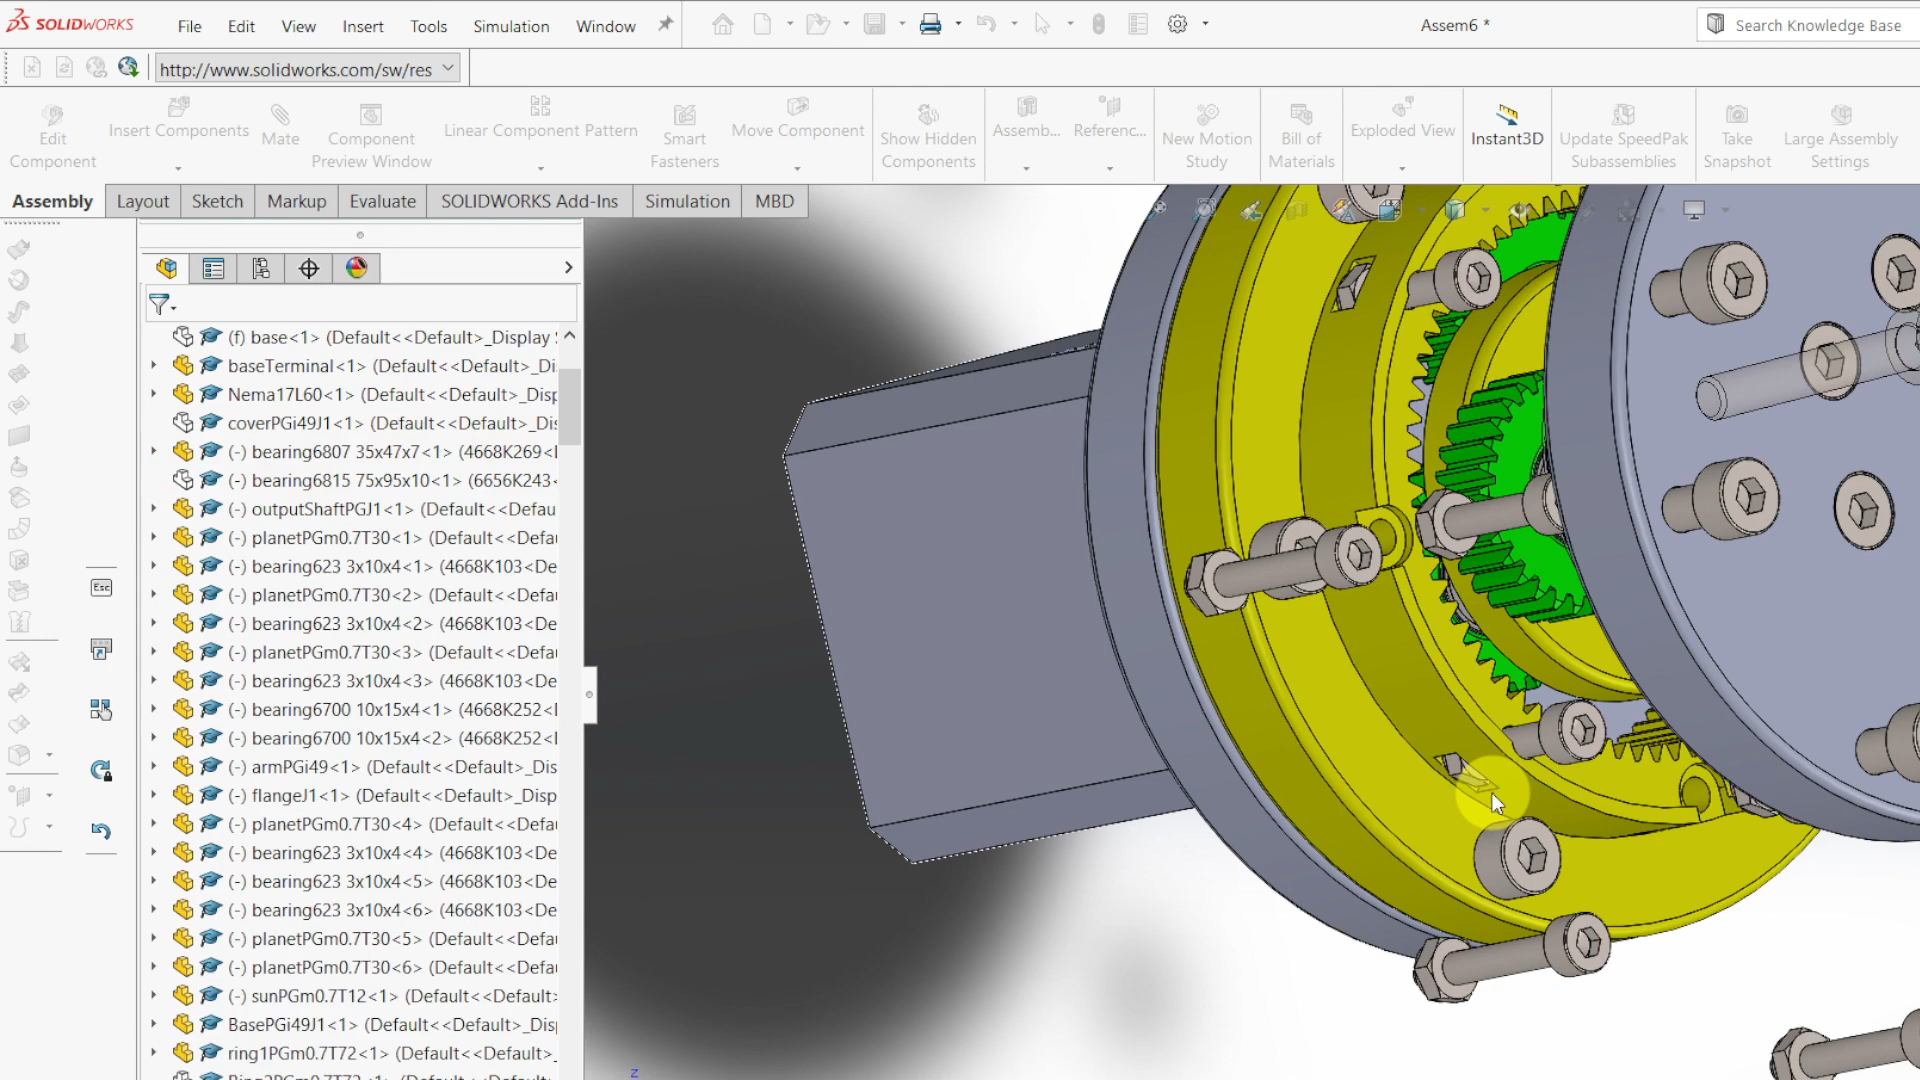 SOLIDWORKS
File
Edit
View
Insert
Tools
Simulation
Window
Assem6 *
Search Knowledge Base
http://www.solidworks.com/sw/res
Edit
Component
Insert Components
Mate
Component
Preview Window
Linear Component Pattern
Smart
Fasteners
Move Component
Show Hidden
Components
Assemb...
Referenc...
New Motion
Study
Bill of
Materials
Exploded View
Instant3D
Update SpeedPak
Subassemblies
Take
Snapshot
Large Assembly
Settings
Assembly
Layout
Sketch
Markup
Evaluate
SOLIDWORKS Add-Ins
Simulation
MBD
Esc
(f) base<1> (Default<<Default>_Display
baseTerminal<1> (Default<<Default>_Di
Nema17L60<1> (Default<<Default>_Disp
coverPGi49J1<1> (Default<<Default>_Di
(-) bearing6807 35x47x7<1> (4668K269<
(-) bearing6815 75x95x10<1> (6656K243<
(-) outputShaftPGJ1<1> (Default<<Defau
(-) planetPGm0.7T30<1> (Default<<Defa
(-) bearing623 3x10x4<1> (4668K103<De
(-) planetPGm0.7T30<2> (Default<<Defa
(-) bearing623 3x10x4<2> (4668K103<De
(-) planetPGm0.7T30<3> (Default<<Defa
(-) bearing623 3x10x4<3> (4668K103<De
(-) bearing6700 10x15x4<1> (4668K252<
(-) bearing6700 10x15x4<2> (4668K252<
(-) armPGi49<1> (Default<<Default>_Dis
(-) flangeJ1<1> (Default<<Default>_Disp
(-) planetPGm0.7T30<4> (Default<<Defa
(-) bearing623 3x10x4<4> (4668K103<De
(-) bearing623 3x10x4<5> (4668K103<De
(-) bearing623 3x10x4<6> (4668K103<De
(-) planetPGm0.7T30<5> (Default<<Defa
(-) planetPGm0.7T30<6> (Default<<Defa
(-) sunPGm0.7T12<1> (Default<<Default>
BasePGi49J1<1> (Default<<Default>_Dis
ring1PGm0.7T72<1> (Default<<Default>_
z